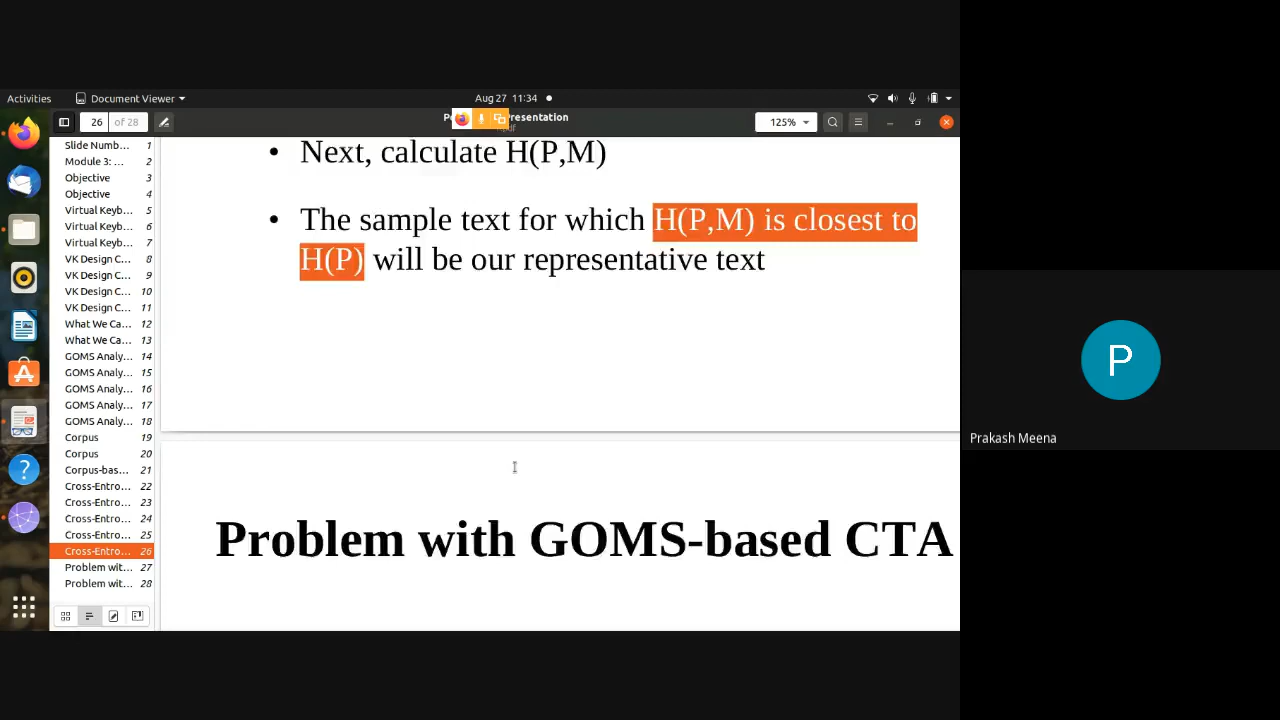 Activities
Document Viewer
Aug 27 11:34
26
of 28
Presentation
125%
Slide Numb... 1
Module 3: ... 2
Objective 3
Objective 4
Virtual Keyb... 5
Virtual Keyb... 6
Virtual Keyb... 7
VK Design C... 8
VK Design C... 9
VK Design C... 10
VK Design C... 11
What We Ca... 12
What We Ca... 13
GOMS Analy... 14
GOMS Analy... 15
GOMS Analy... 16
GOMS Analy... 17
GOMS Analy... 18
Corpus 19
Corpus 20
Corpus-bas... 21
Cross-Entro... 22
Cross-Entro... 23
Cross-Entro... 24
Cross-Entro... 25
Cross-Entro... 26
Problem wit... 27
Problem wit... 28
• Next, calculate H(P,M)
• The sample text for which H(P,M) is closest to
H(P) will be our representative text
Problem with GOMS-based CTA
P
Prakash Meena